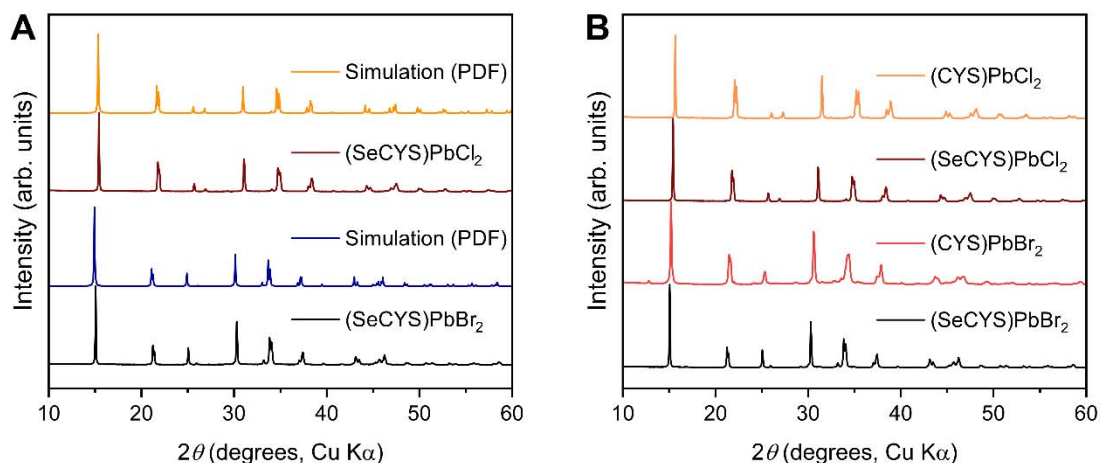 A
Intensity (arb. units)
Simulation (PDF)
(SeCYS)PbCl₂
Simulation (PDF)
(SeCYS)PbBr₂
10 20 30 40 50 60
2θ (degrees, Cu Kα)
B
Intensity (arb. units)
(CYS)PbCl₂
(SeCYS)PbCl₂
(CYS)PbBr₂
(SeCYS)PbBr₂
10 20 30 40 50 60
2θ (degrees, Cu Kα)